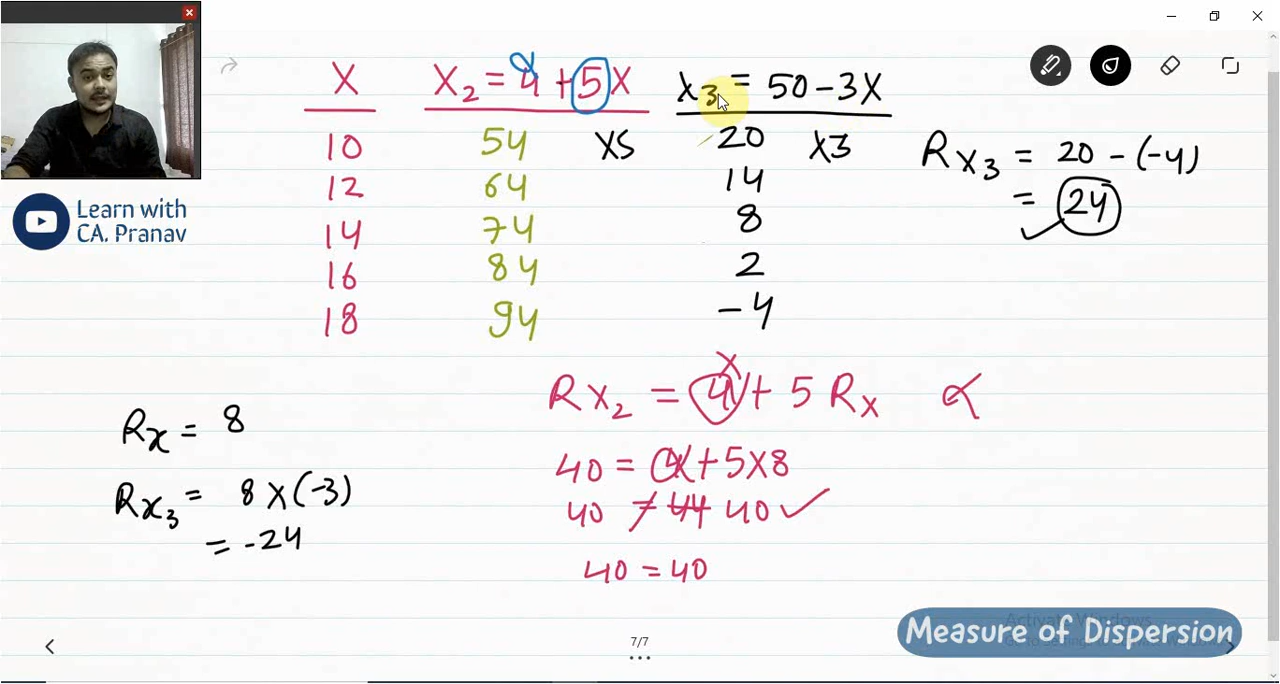 X
X2 = 4 + 5X
X3 = 50 - 3X
10 54 X5 20 X3
12 64 14
14 74 8
16 84 2
18 94 -4
RX3 = 20 - (-4)
= 24
Learn with
CA. Pranav
RX2 = 4 + 5 RX
40 = 4 + 5X8
40 ≠ 44 40 ✓
40 = 40
Rx = 8
Rx3 = 8 X (-3)
= -24
7/7
Measure of Dispersion